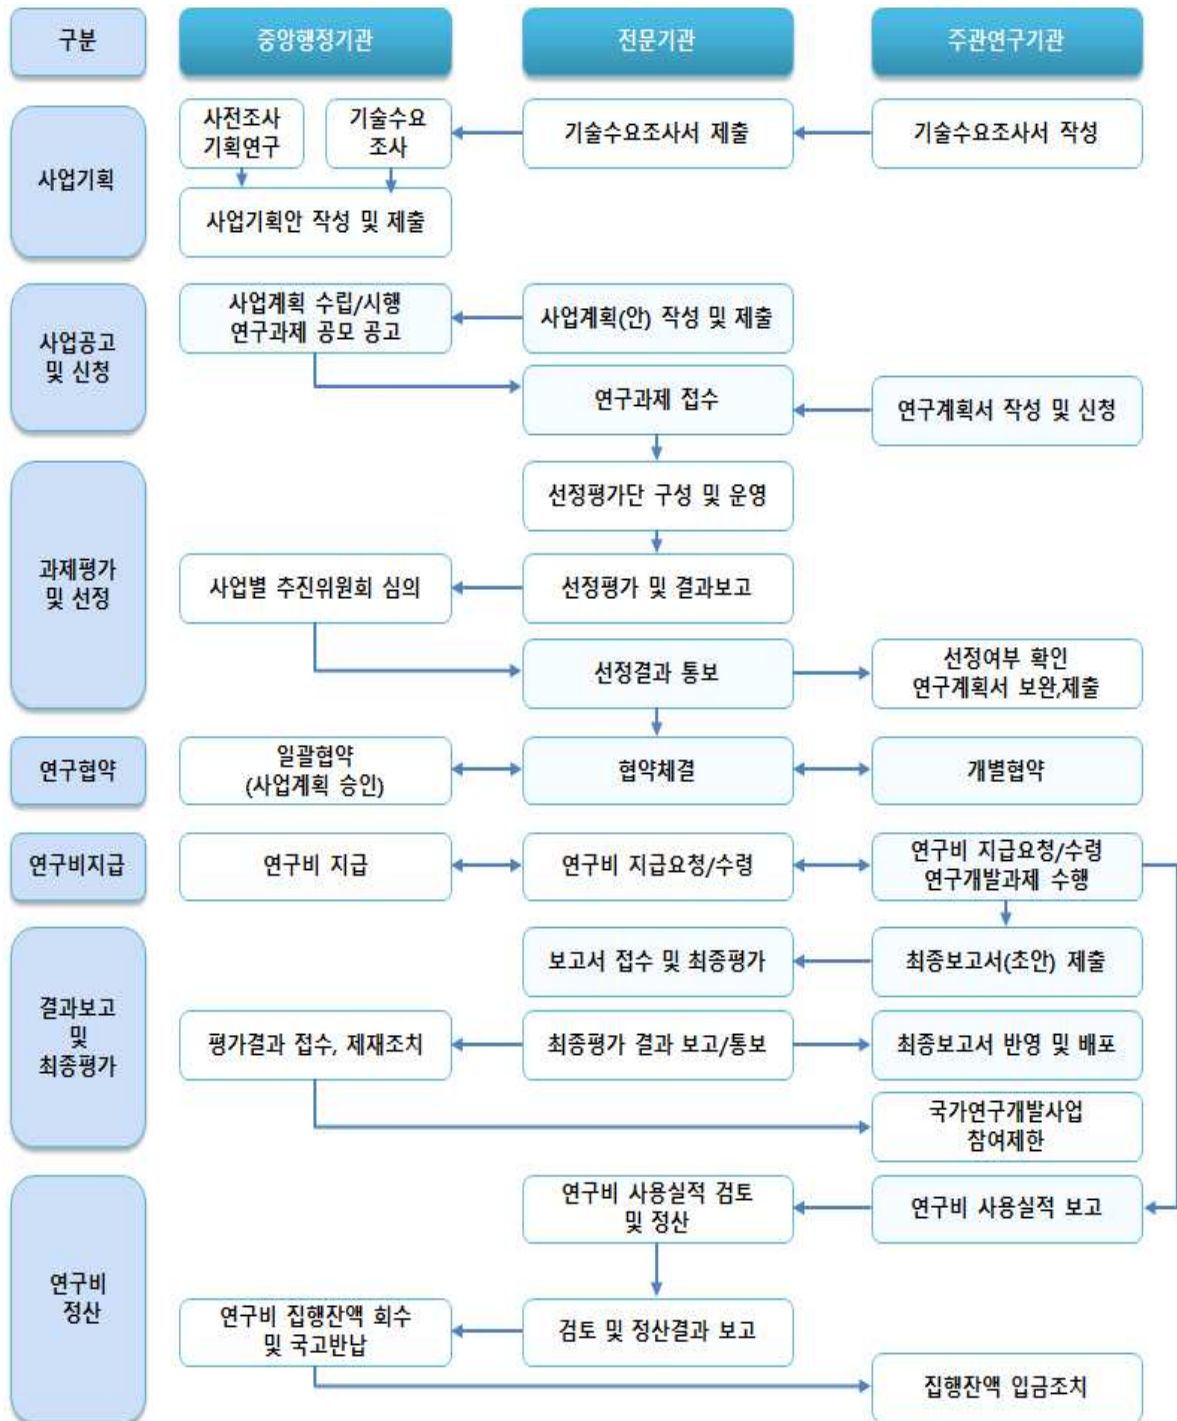 구분
중앙행정기관
전문기관
주관연구기관
사업기획
사전조사
기획연구
기술수요
조사
기술수요조사서 제출
기술수요조사서 작성
사업기획안 작성 및 제출
사업공고
및 신청
사업계획 수립/시행
연구과제 공모 공고
사업계획(안) 작성 및 제출
연구과제 접수
연구계획서 작성 및 신청
과제평가
및 선정
선정평가단 구성 및 운영
사업별 추진위원회 심의
선정평가 및 결과보고
선정결과 통보
선정여부 확인
연구계획서 보완,제출
연구협약
일괄협약
(사업계획 승인)
협약체결
개별협약
연구비지급
연구비 지급
연구비 지급요청/수령
연구비 지급요청/수령
연구개발과제 수행
결과보고
및
최종평가
보고서 접수 및 최종평가
최종보고서(초안) 제출
평가결과 접수, 제재조치
최종평가 결과 보고/통보
최종보고서 반영 및 배포
국가연구개발사업
참여제한
연구비
정산
연구비 사용실적 검토
및 정산
연구비 사용실적 보고
연구비 집행잔액 회수
및 국고반납
검토 및 정산결과 보고
집행잔액 입금조치